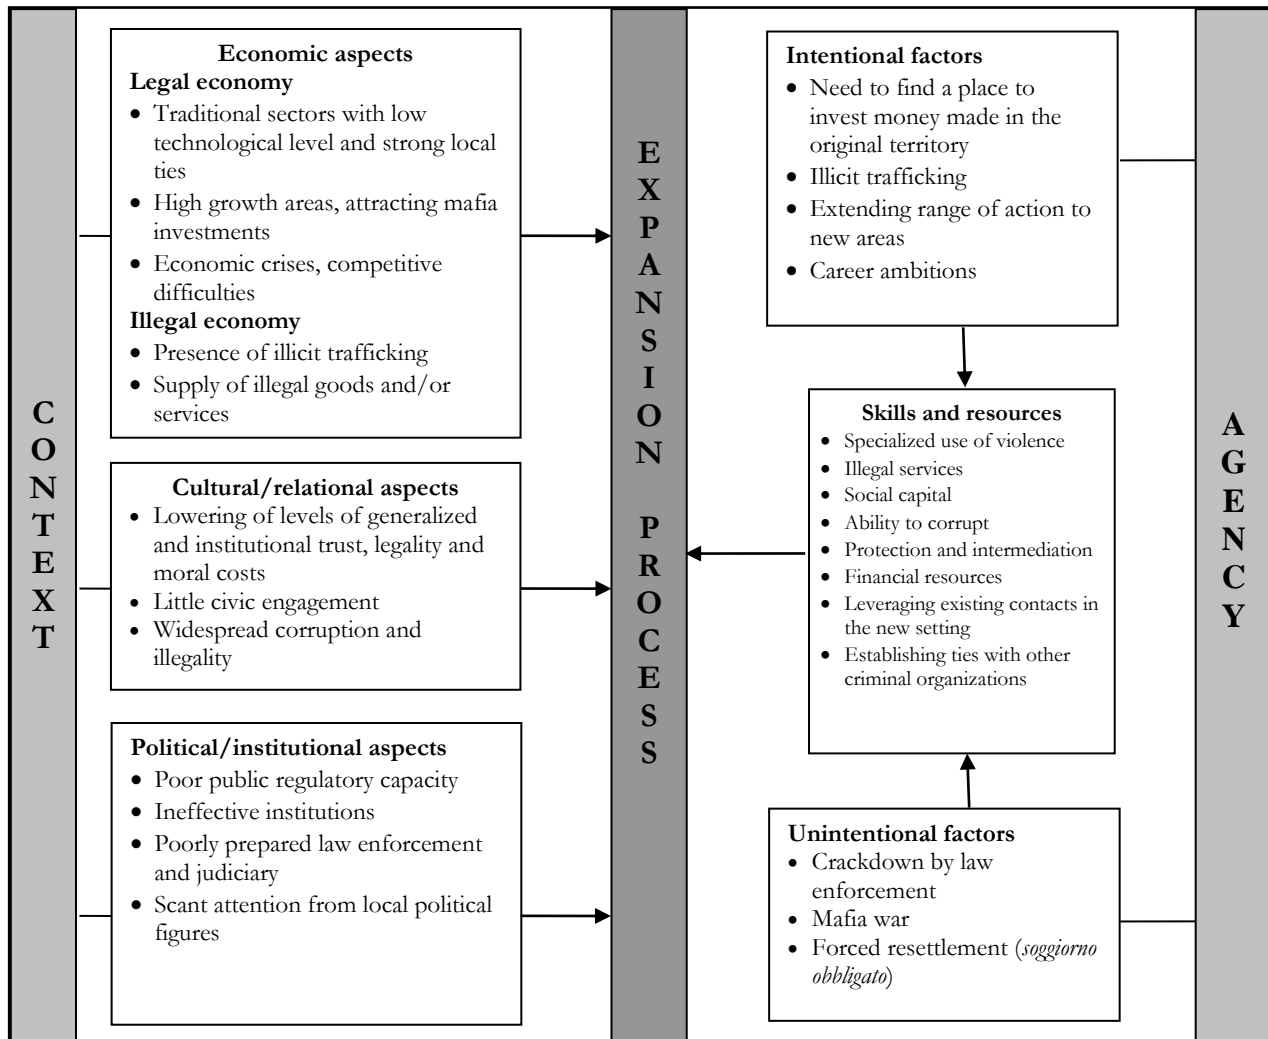 CONTEXT
Economic aspects
Legal economy
• Traditional sectors with low
technological level and strong local
ties
• High growth areas, attracting mafia
investments
• Economic crises, competitive
difficulties
Illegal economy
• Presence of illicit trafficking
• Supply of illegal goods and/or
services
Cultural/relational aspects
• Lowering of levels of generalized
and institutional trust, legality and
moral costs
• Little civic engagement
• Widespread corruption and
illegality
Political/institutional aspects
• Poor public regulatory capacity
• Ineffective institutions
• Poorly prepared law enforcement
and judiciary
• Scant attention from local political
figures
EXPANSION PROCESS
Intentional factors
• Need to find a place to
invest money made in the
original territory
• Illicit trafficking
• Extending range of action to
new areas
• Career ambitions
Skills and resources
• Specialized use of violence
• Illegal services
• Social capital
• Ability to corrupt
• Protection and intermediation
• Financial resources
• Leveraging existing contacts in
the new setting
• Establishing ties with other
criminal organizations
Unintentional factors
• Crackdown by law
enforcement
• Mafia war
• Forced resettlement (soggiorno
obbligato)
AGENCY